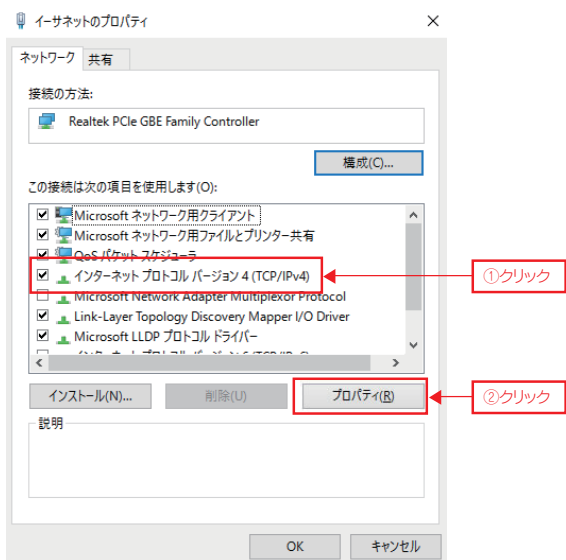 イーサネットのプロパティ
ネットワーク 共有
接続の方法:
Realtek PCIe GBE Family Controller
構成(C)...
この接続は次の項目を使用します(O):
Microsoft ネットワーク用クライアント
Microsoft ネットワーク用ファイルとプリンター共有
QoS パケット スケジューラ
インターネット プロトコル バージョン 4 (TCP/IPv4)
①クリック
Microsoft Network Adapter Multiplexor Protocol
Link-Layer Topology Discovery Mapper I/O Driver
Microsoft LLDP プロトコル ドライバー
インストール(N)... 削除(U) プロパティ(R)
②クリック
説明
OK キャンセル